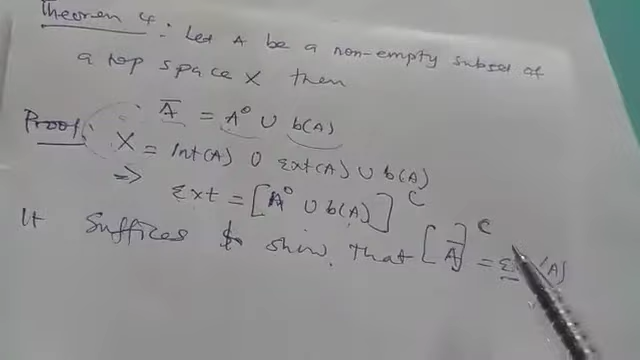 Theorem 4: Let A be a non-empty subset of
a top space X then
A̅ = A° ∪ b(A)
Proof: X = Int(A) ∪ Ext(A) ∪ b(A)
⇒ Ext = [A° ∪ b(A)]ᶜ
It suffices to show that [A̅]ᶜ = (A)